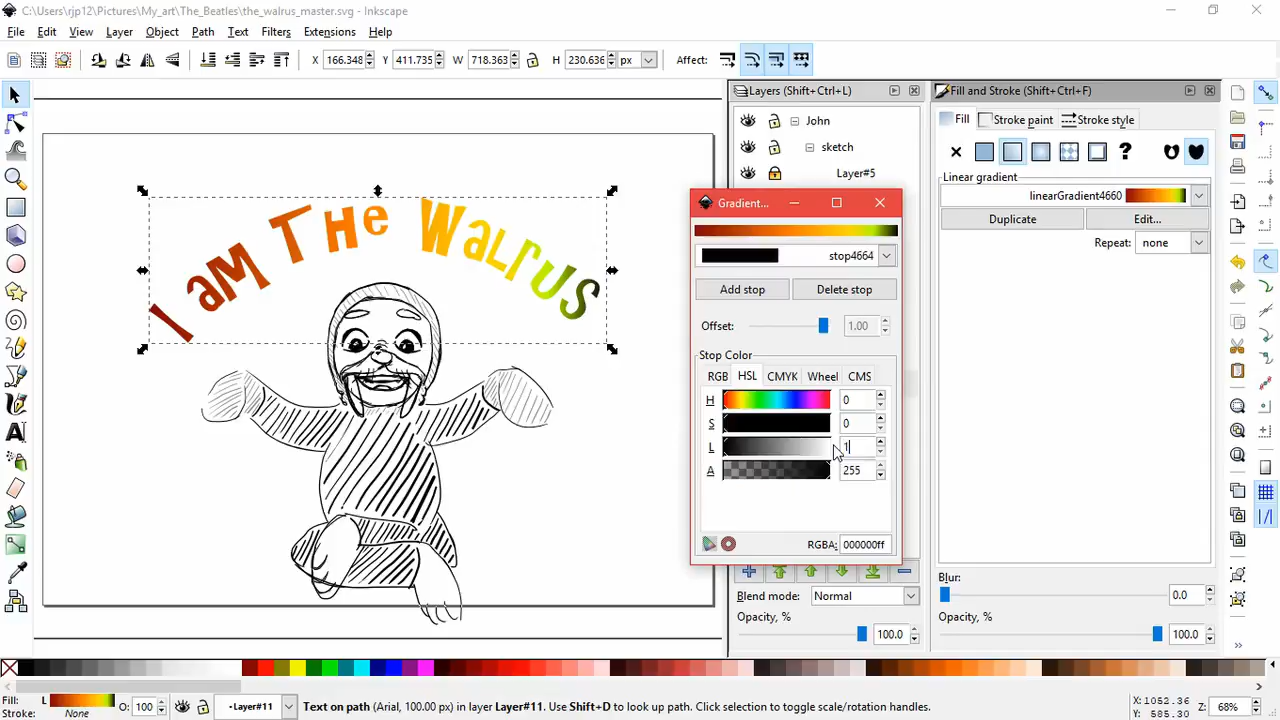 C:\Users\rjp12\Pictures\My_art\The_Beatles\the_walrus_master.svg - Inkscape
File Edit View Layer Object Path Text Filters Extensions Help
X 166.348 Y 411.735 W 718.363 H 230.636 px Affect:
Layers (Shift+Ctrl+L)
Fill and Stroke (Shift+Ctrl+F)
John
sketch
Layer#5
Fill Stroke paint Stroke style
?
Linear gradient
linearGradient4660
Duplicate Edit...
Repeat: none
Gradient...
stop4664
Add stop Delete stop
Offset: 1.00
Stop Color
RGB HSL CMYK Wheel CMS
H 0
S 0
L 1
A 255
RGBA: 000000ff
I aM THe Walrus
Blend mode: Normal
Opacity, %
100.0
Blur:
0.0
Opacity, %
100.0
Fill: L O: 100
Stroke: None
•Layer#11
Text on path (Arial, 100.00 px) in layer Layer#11. Use Shift+D to look up path. Click selection to toggle scale/rotation handles.
X:1052.36
Y: 585.30
Z: 68%